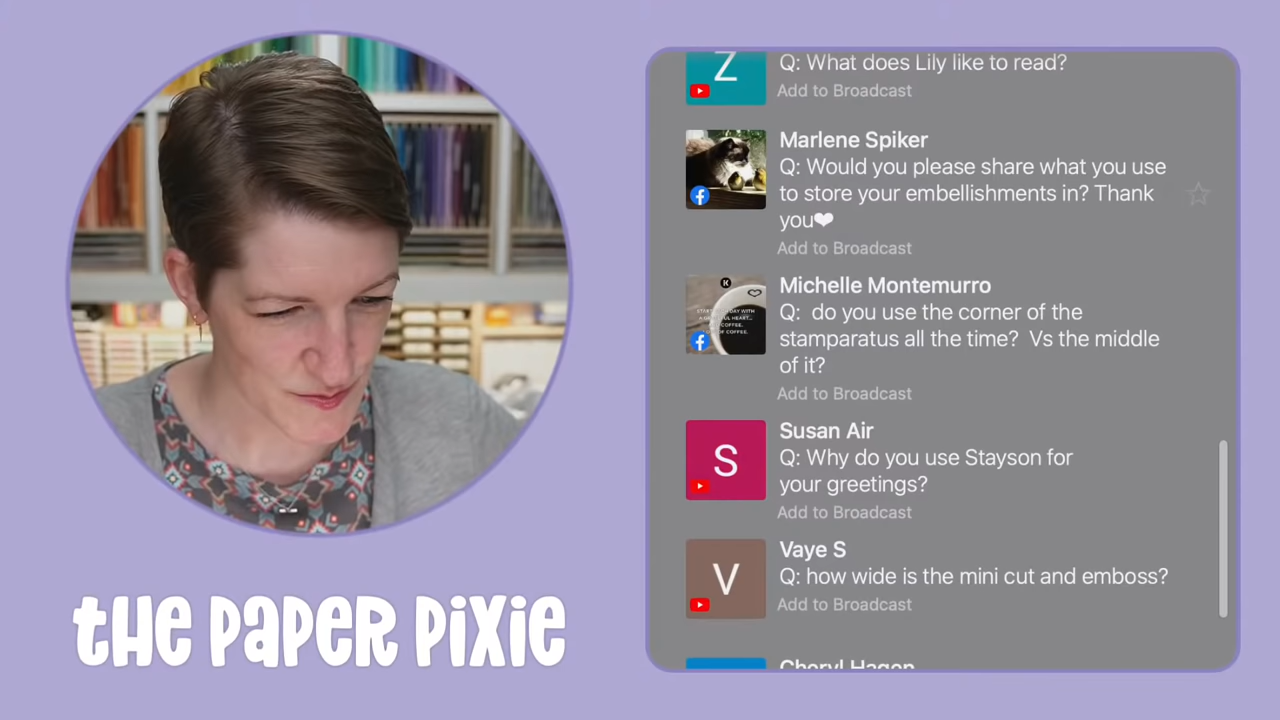 Z
Q: What does Lily like to read?
Add to Broadcast
Marlene Spiker
Q: Would you please share what you use
to store your embellishments in? Thank
you❤
Add to Broadcast
Michelle Montemurro
Q:  do you use the corner of the
stamparatus all the time?  Vs the middle
of it?
Add to Broadcast
S
Susan Air
Q: Why do you use Stayson for
your greetings?
Add to Broadcast
V
Vaye S
Q: how wide is the mini cut and emboss?
Add to Broadcast
Cheryl Hagen
the paper pixie